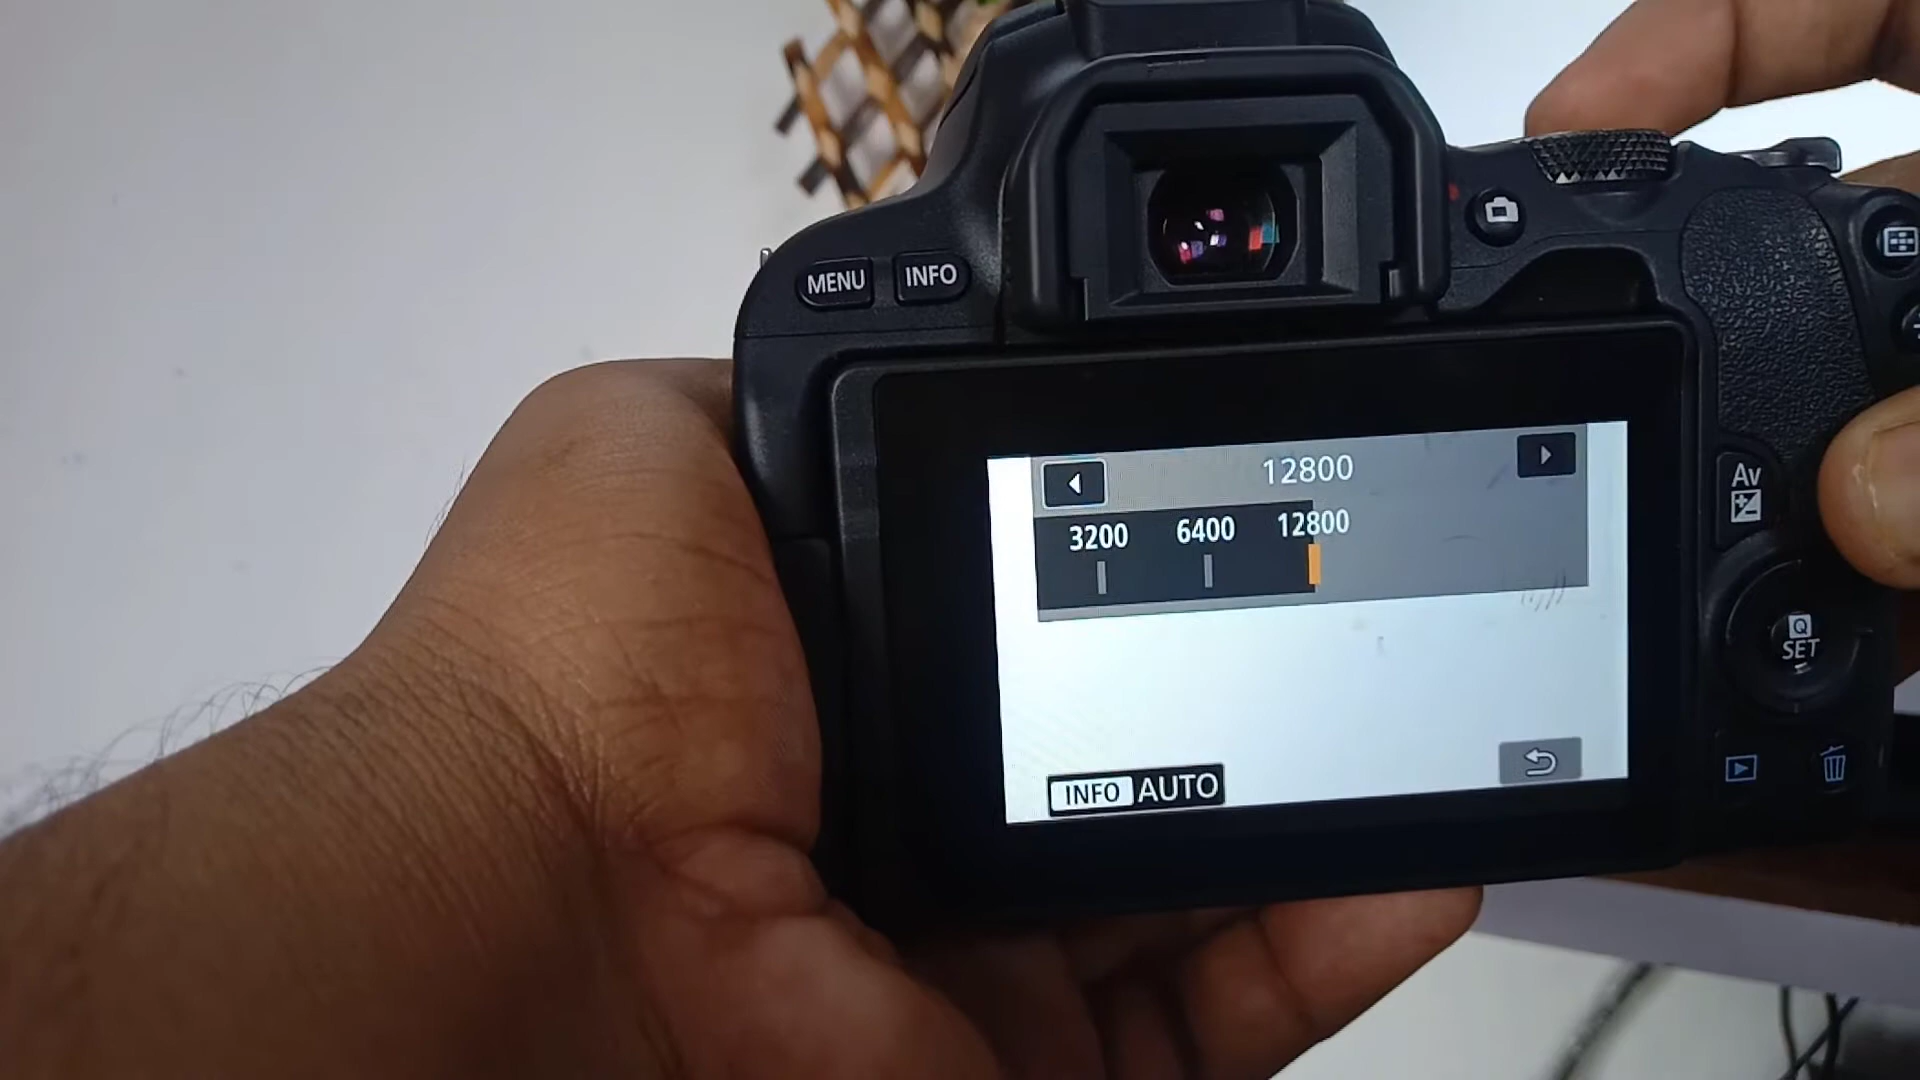 MENU INFO
12800
3200 6400 12800
Av
Q
SET
INFO AUTO